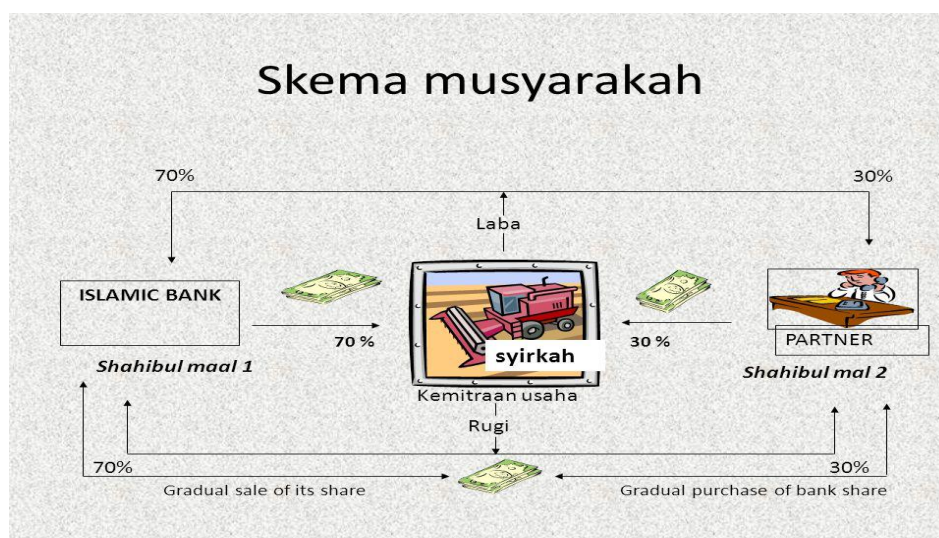 Skema musyarakah
70%
30%
Laba
ISLAMIC BANK
70 %
syirkah
30 %
PARTNER
Shahibul maal 1
Shahibul mal 2
Kemitraan usaha
Rugi
70%
30%
Gradual sale of its share
Gradual purchase of bank share